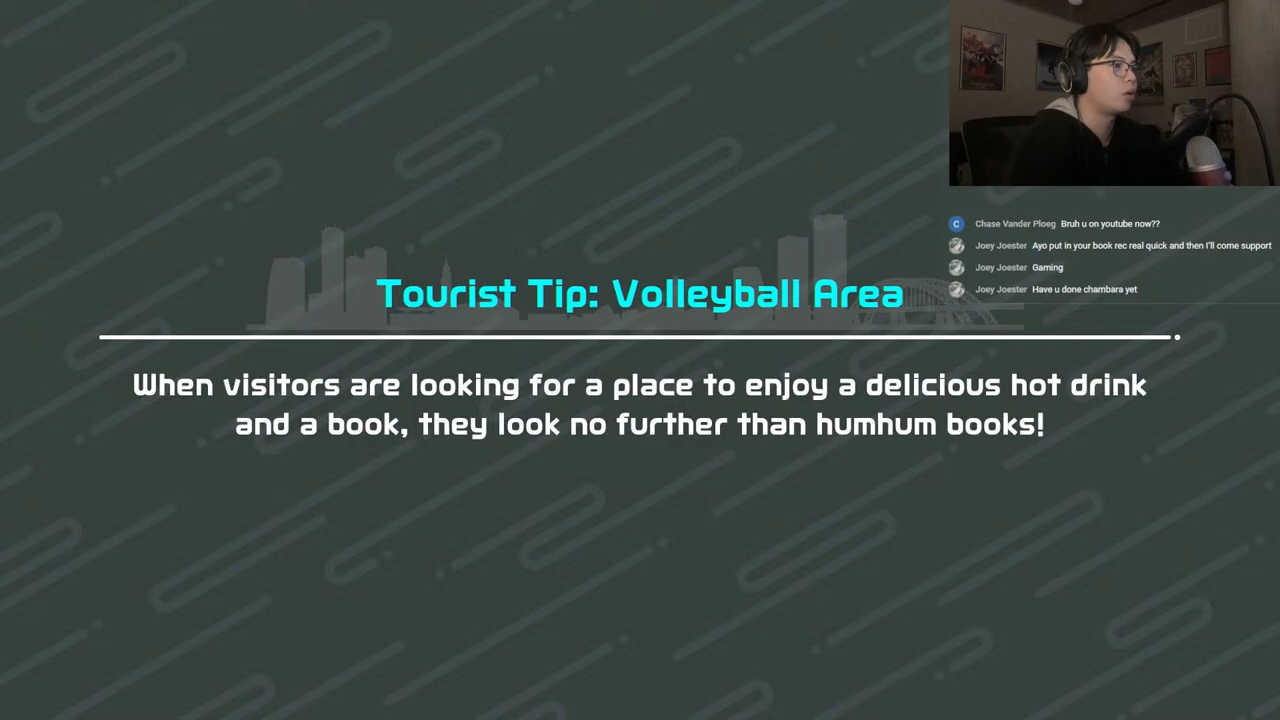 Chase Vander Ploeg Bruh u on youtube now??
Joey Joester Ayo put in your book rec real quick and then I'll come support
Joey Joester Gaming
Joey Joester Have u done chambara yet
Tourist Tip: Volleyball Area
When visitors are looking for a place to enjoy a delicious hot drink
and a book, they look no further than humhum books!